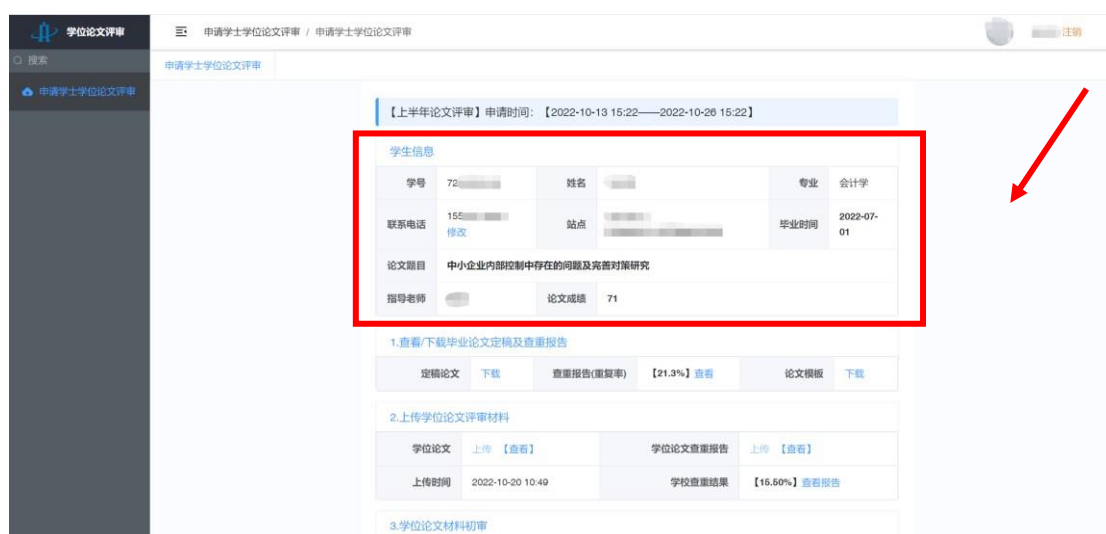 学位论文评审
申请学士学位论文评审 / 申请学士学位论文评审
注销
搜索
申请学士学位论文评审
申请学士学位论文评审
【上半年论文评审】申请时间:【2022-10-13 15:22——2022-10-26 15:22】
学生信息
学号 72 姓名 专业 会计学
联系电话 155 修改 站点 毕业时间 2022-07-01
论文题目 中小企业内部控制中存在的问题及完善对策研究
指导老师 论文成绩 71
1.查看/下载毕业论文定稿及查重报告
定稿论文 下载 查重报告(重复率) 【21.3%】查看 论文模板 下载
2.上传学位论文评审材料
学位论文 上传 【查看】 学位论文查重报告 上传 【查看】
上传时间 2022-10-20 10:49 学校查重结果 【15.50%】查看报告
3.学位论文材料初审